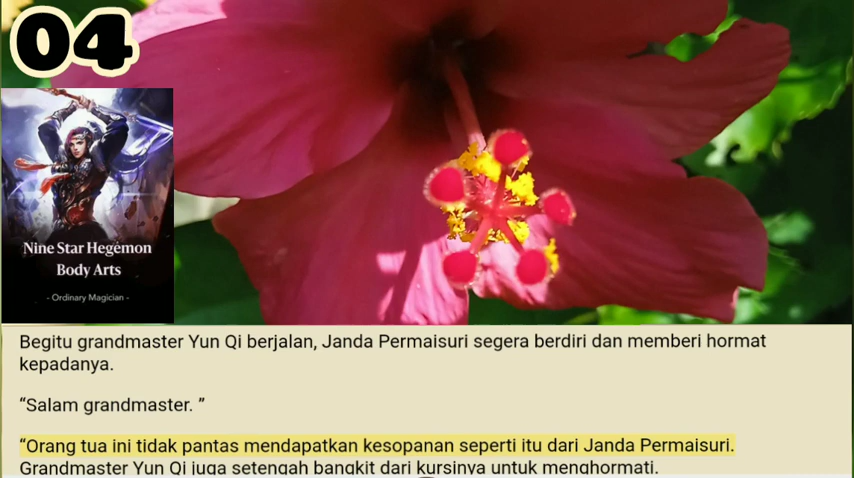 04
Nine Star Hegemon
Body Arts
- Ordinary Magician -
Begitu grandmaster Yun Qi berjalan, Janda Permaisuri segera berdiri dan memberi hormat
kepadanya.
“Salam grandmaster. ”
“Orang tua ini tidak pantas mendapatkan kesopanan seperti itu dari Janda Permaisuri.
Grandmaster Yun Qi juga setengah bangkit dari kursinya untuk menghormati.